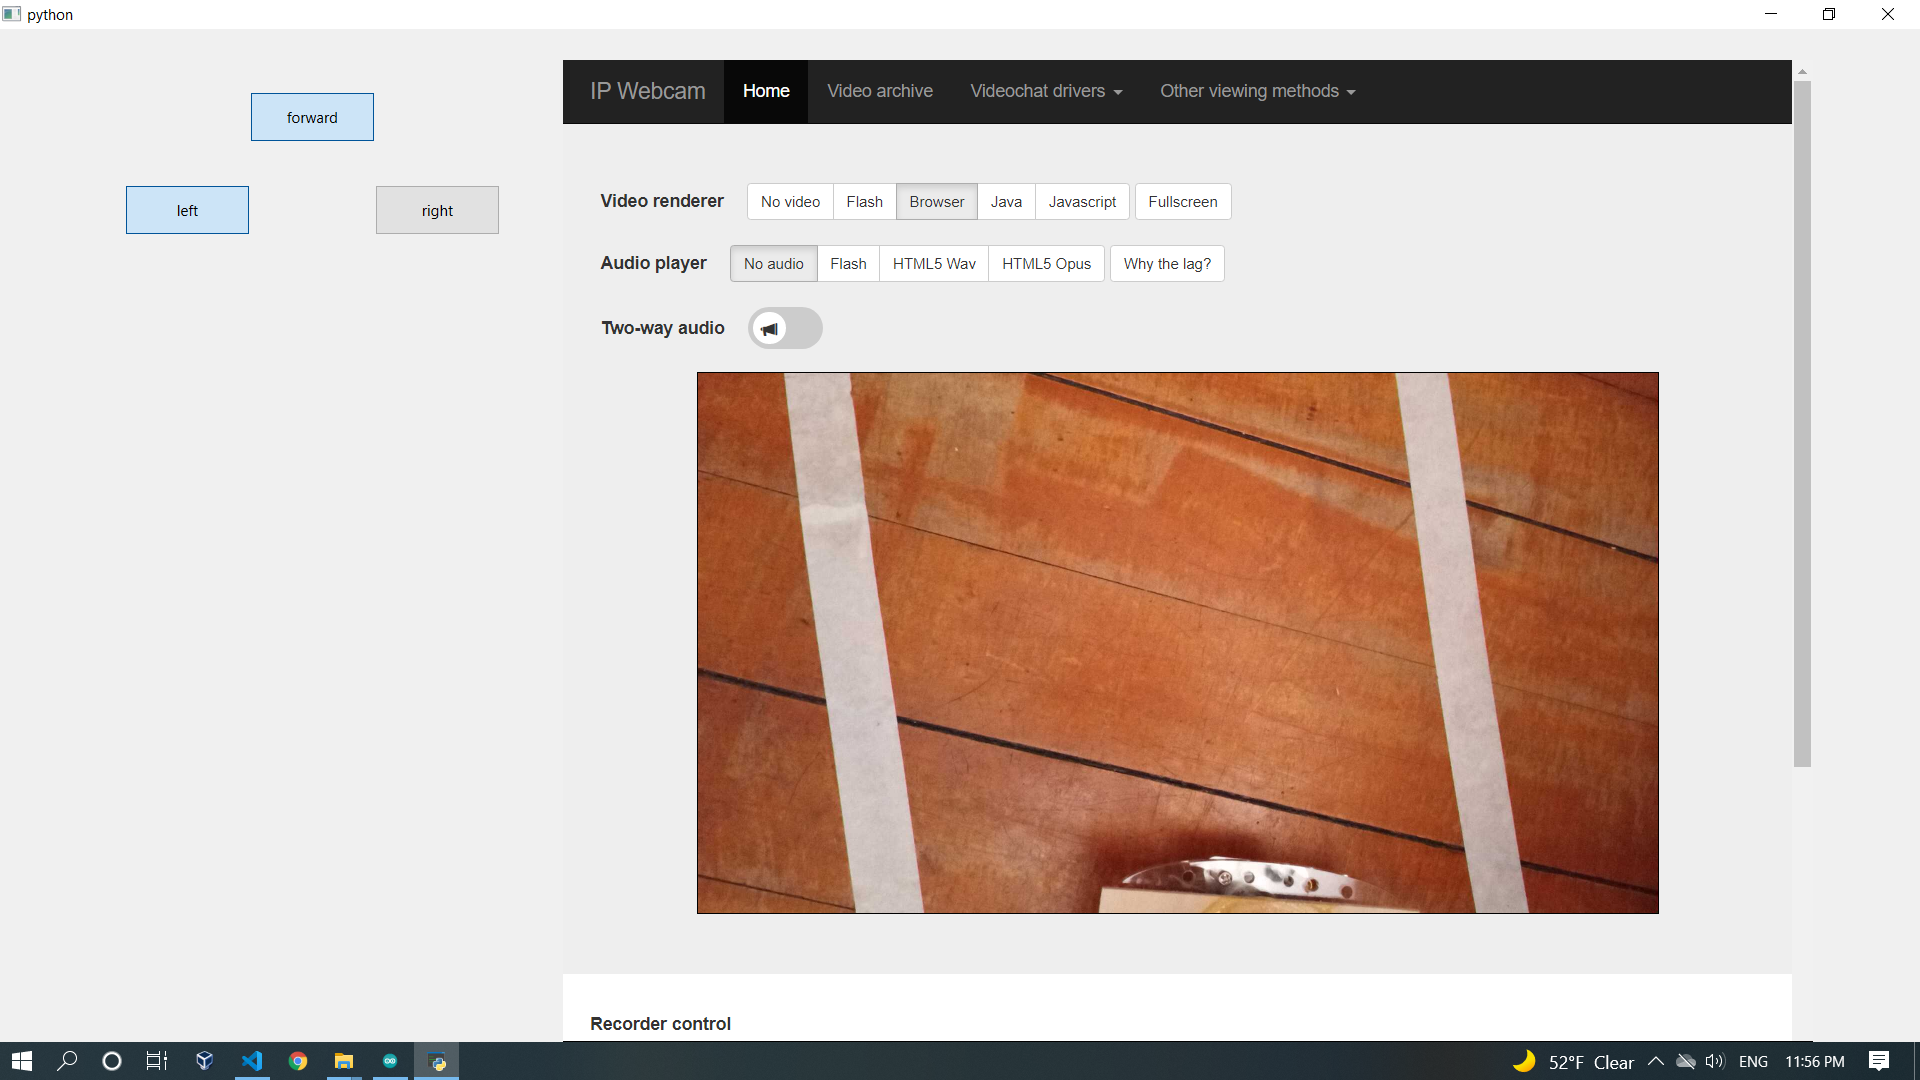 python
forward
left
right
IP Webcam Home Video archive Videochat drivers Other viewing methods
Video renderer No video Flash Browser Java Javascript Fullscreen
Audio player No audio Flash HTML5 Wav HTML5 Opus Why the lag?
Two-way audio
Recorder control
52°F Clear ENG 11:56 PM